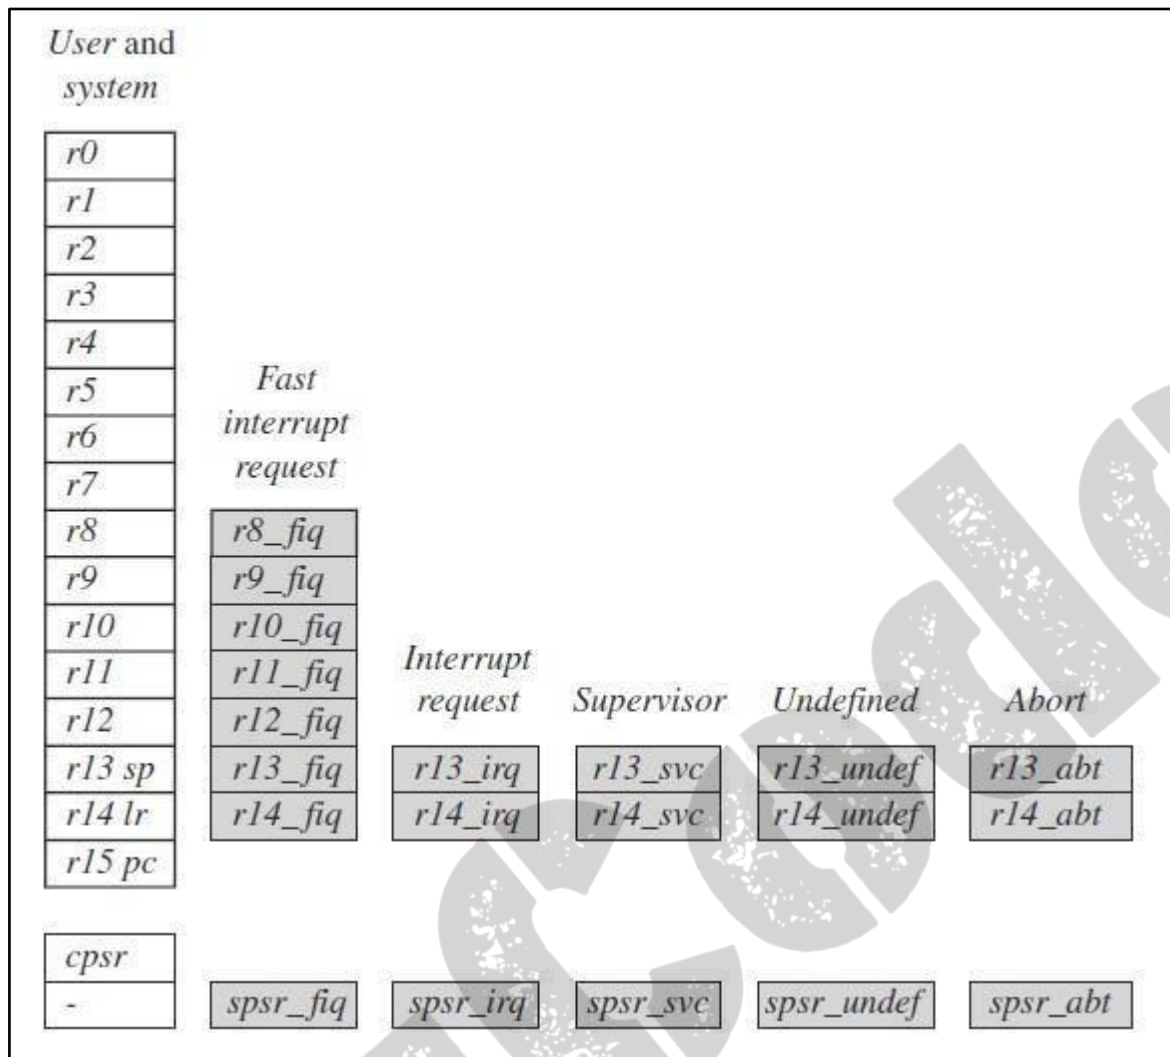 User and
system
r0
r1
r2
r3
r4
r5
r6
r7
r8
r9
r10
r11
r12
r13 sp
r14 lr
r15 pc
cpsr
-
Fast
interrupt
request
r8_fiq
r9_fiq
r10_fiq
r11_fiq
r12_fiq
r13_fiq
r14_fiq
spsr_fiq
Interrupt
request
r13_irq
r14_irq
spsr_irq
Supervisor
r13_svc
r14_svc
spsr_svc
Undefined
r13_undef
r14_undef
spsr_undef
Abort
r13_abt
r14_abt
spsr_abt